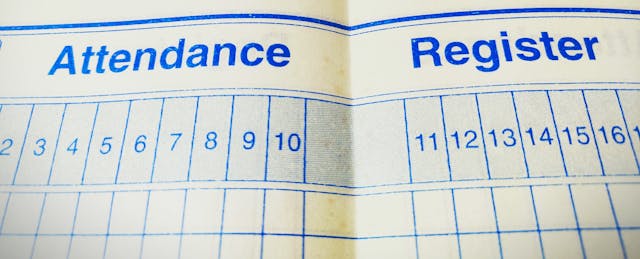 Attendance Register
2 3 4 5 6 7 8 9 10 11 12 13 14 15 16